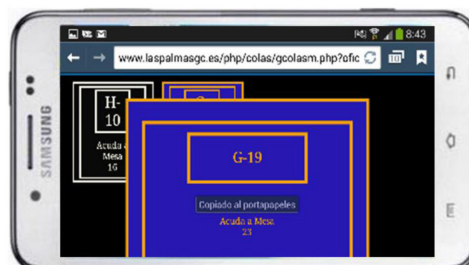 8:43
www.laspalmasgc.es/php/colas/gcolasm.php?ofic
H-
10
Acuda a
Mesa
16
G-19
Copiado al portapapeles
Acuda a Mesa
23
SAMSUNG